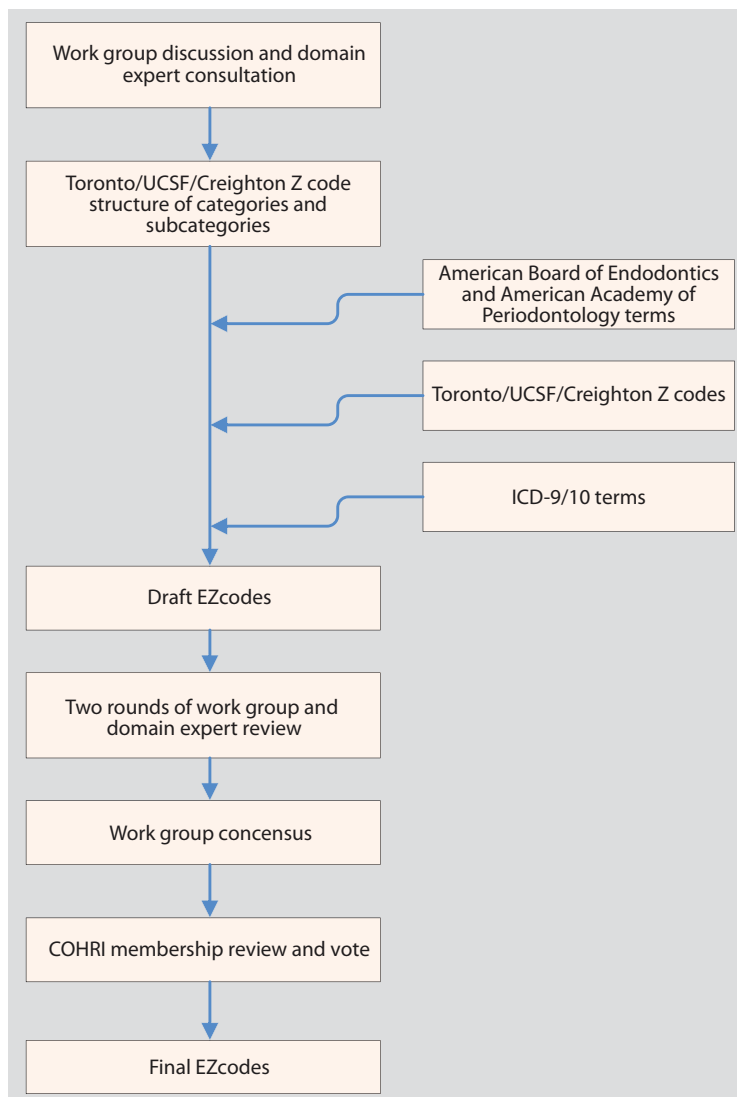 Work group discussion and domain
expert consultation
Toronto/UCSF/Creighton Z code
structure of categories and
subcategories
American Board of Endodontics
and American Academy of
Periodontology terms
Toronto/UCSF/Creighton Z codes
ICD-9/10 terms
Draft EZcodes
Two rounds of work group and
domain expert review
Work group concensus
COHRI membership review and vote
Final EZcodes